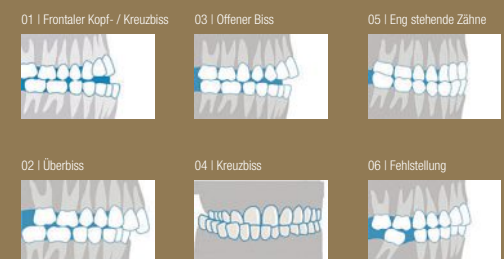 01 | Frontaler Kopf- / Kreuzbiss
03 | Offener Biss
05 | Eng stehende Zähne
02 | Überbiss
04 | Kreuzbiss
06 | Fehlstellung